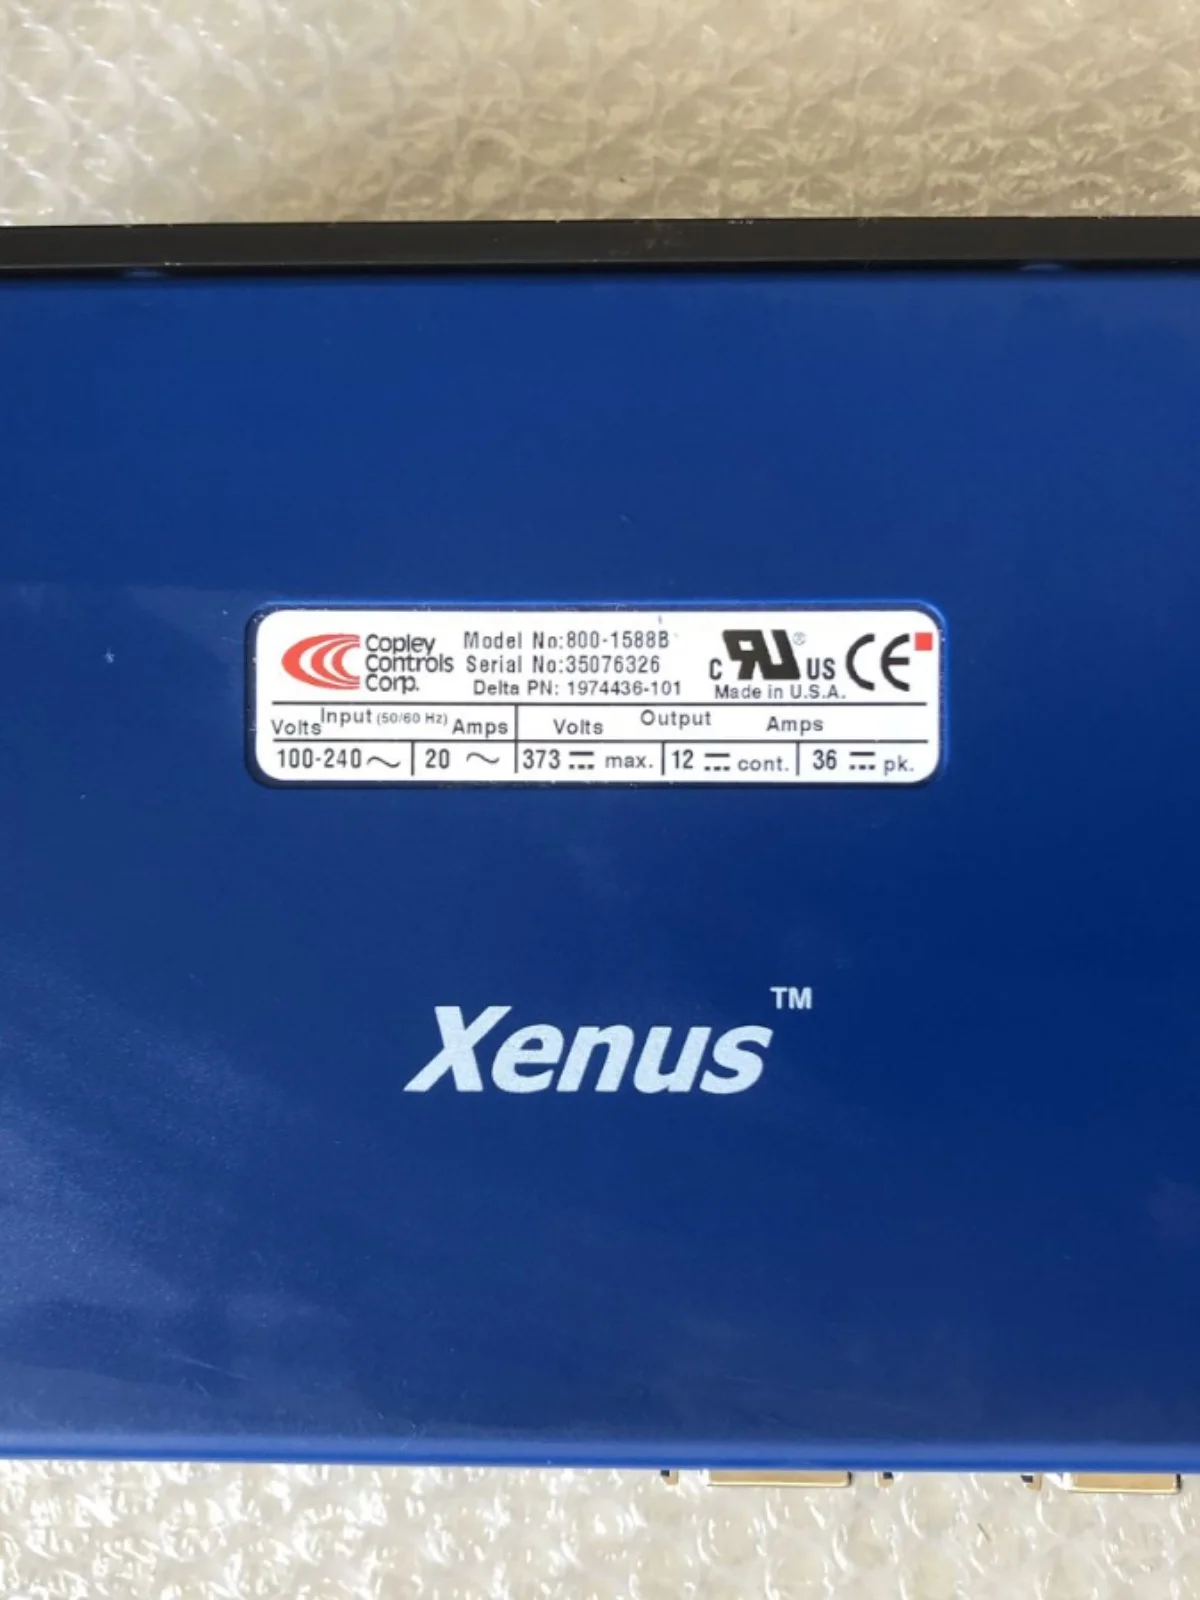 Copley Controls Corp.
Model No:800-1588B
Serial No:35076326
Delta PN: 1974436-101
C RU ® US CE
Made in U.S.A.
Input (50/60 Hz) Output
Volts Amps Volts Amps
100-240 ~ 20 ~ 373 ⎓ max. 12 ⎓ cont. 36 ⎓ pk.
Xenus™